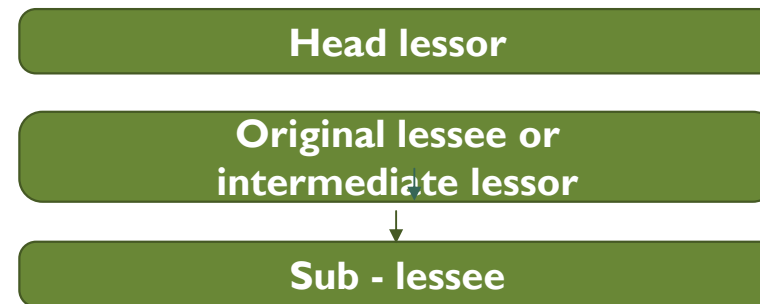 Head lessor
Original lessee or
intermediate lessor
Sub - lessee